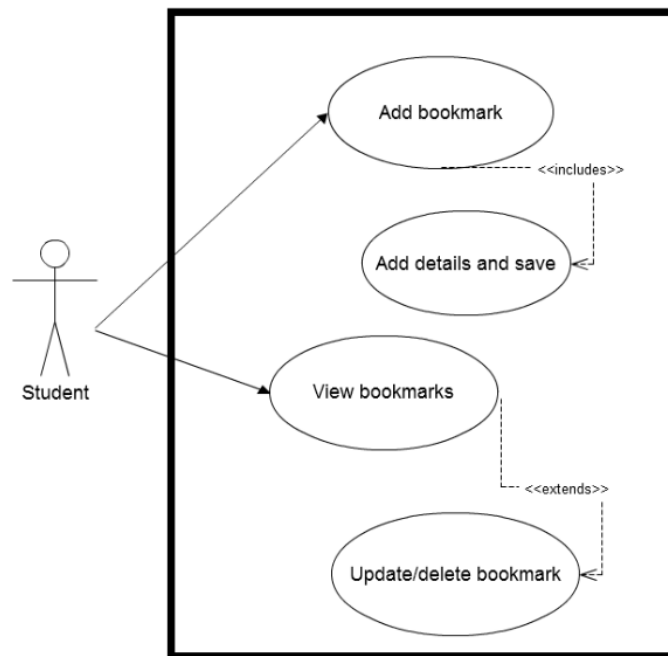 Add bookmark
<<includes>>
Add details and save
Student
View bookmarks
<<extends>>
Update/delete bookmark